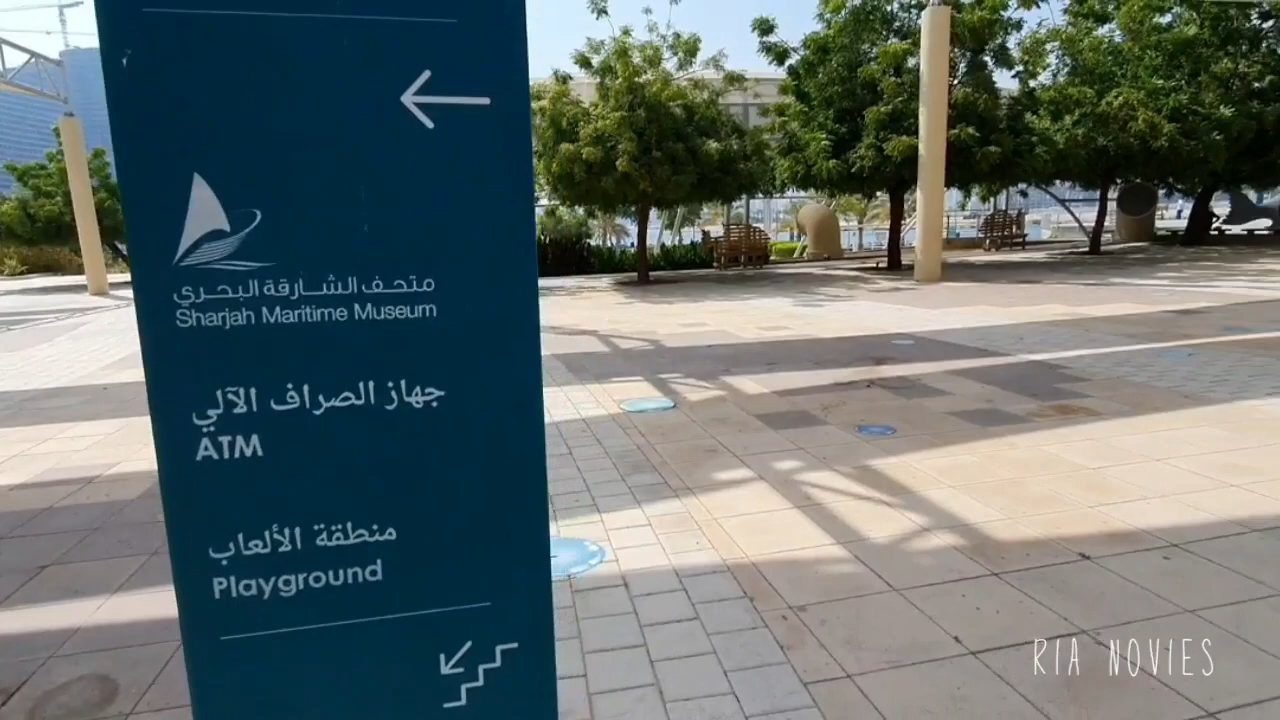 متحف الشارقة البحري
Sharjah Maritime Museum
جهاز الصراف الآلي
ATM
منطقة الألعاب
Playground
RIA NOVIES